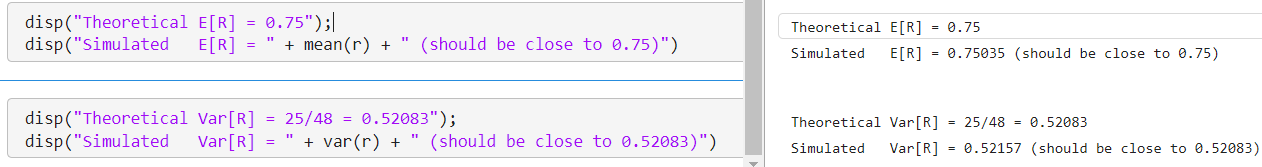 disp("Theoretical E[R] = 0.75");
disp("Simulated   E[R] = " + mean(r) + " (should be close to 0.75)")
disp("Theoretical Var[R] = 25/48 = 0.52083");
disp("Simulated   Var[R] = " + var(r) + " (should be close to 0.52083)")
Theoretical E[R] = 0.75
Simulated   E[R] = 0.75035 (should be close to 0.75)
Theoretical Var[R] = 25/48 = 0.52083
Simulated   Var[R] = 0.52157 (should be close to 0.52083)